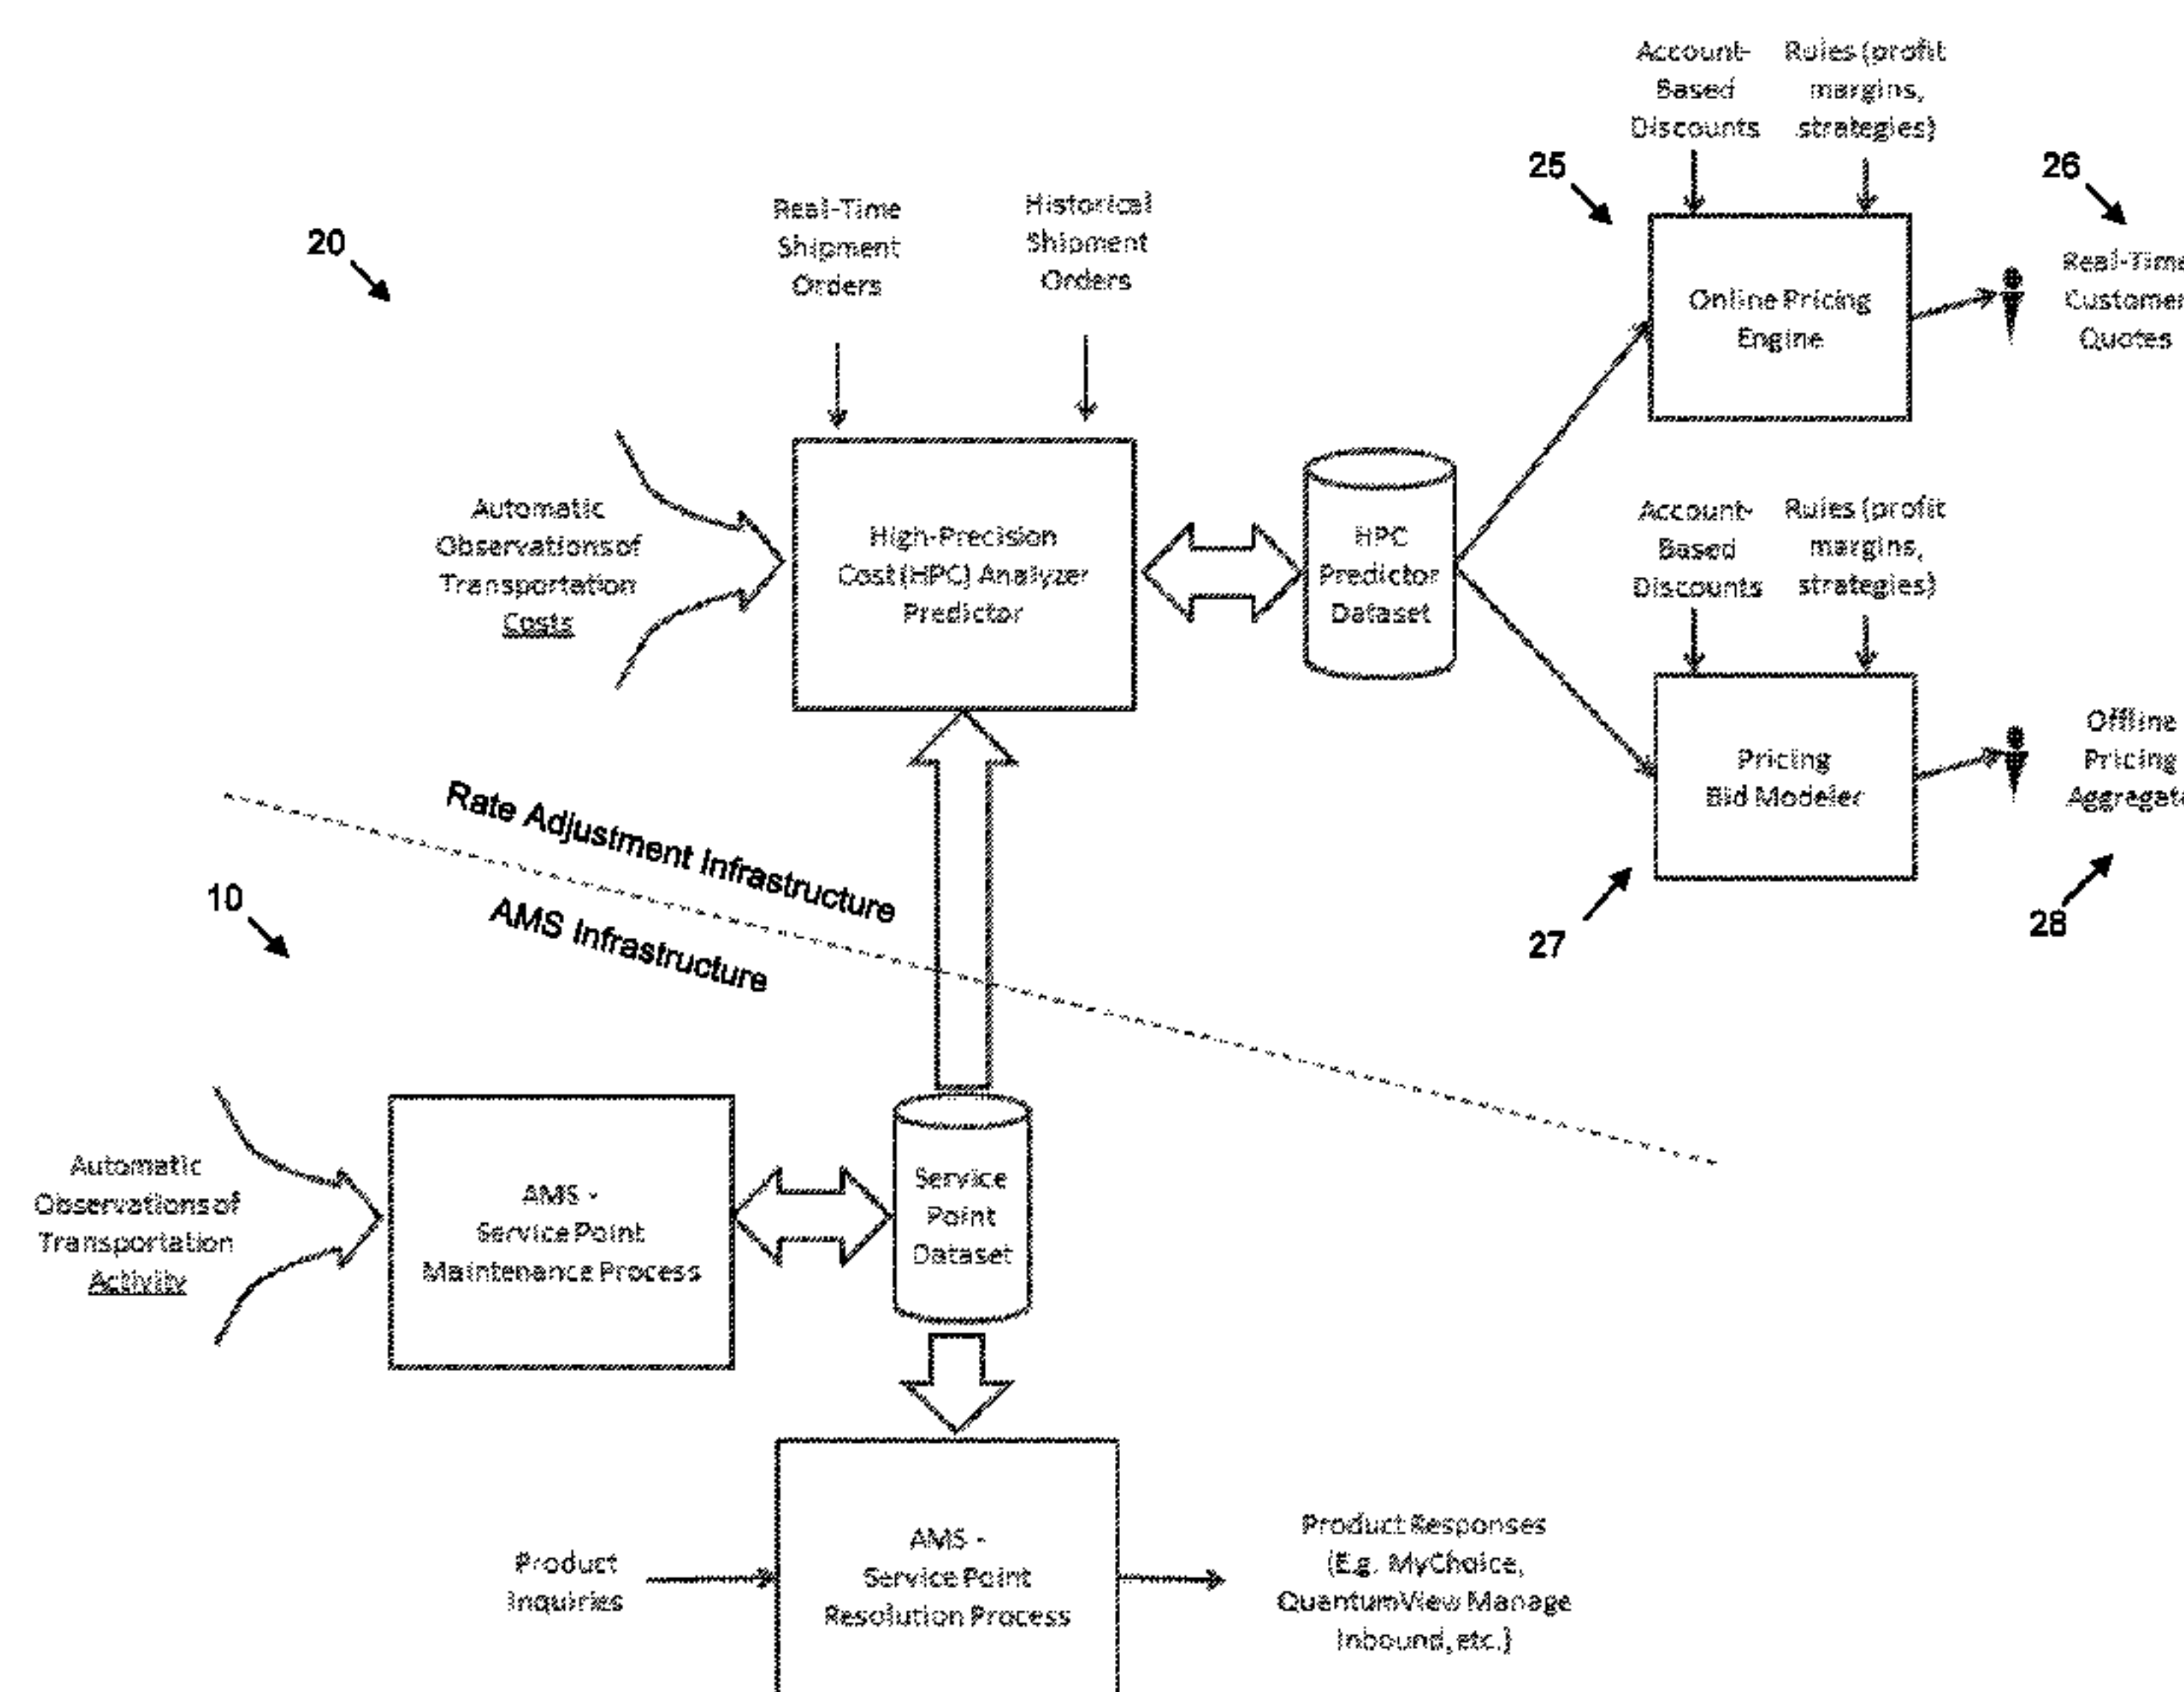 Account-
Based
Discounts
Rules (profit
margins,
strategies)
25
26
20
Real-Time
Shipment
Orders
Historical
Shipment
Orders
Online Pricing
Engine
Real-Time
Customer
Quotes
Automatic
Observations of
Transportation
Costs
High-Precision
Cost (HPC) Analyzer
Predictor
HPC
Predictor
Dataset
Account-
Based
Discounts
Rules (profit
margins,
strategies)
Pricing
Bid Modeler
Offline
Pricing
Aggregate
27
28
Rate Adjustment Infrastructure
AMS Infrastructure
10
Automatic
Observations of
Transportation
Activity
AMS -
Service Point
Maintenance Process
Service
Point
Dataset
Product
Inquiries
AMS -
Service Point
Resolution Process
Product Responses
(E.g. MyChoice,
QuantumView Manage
Inbound, etc.)